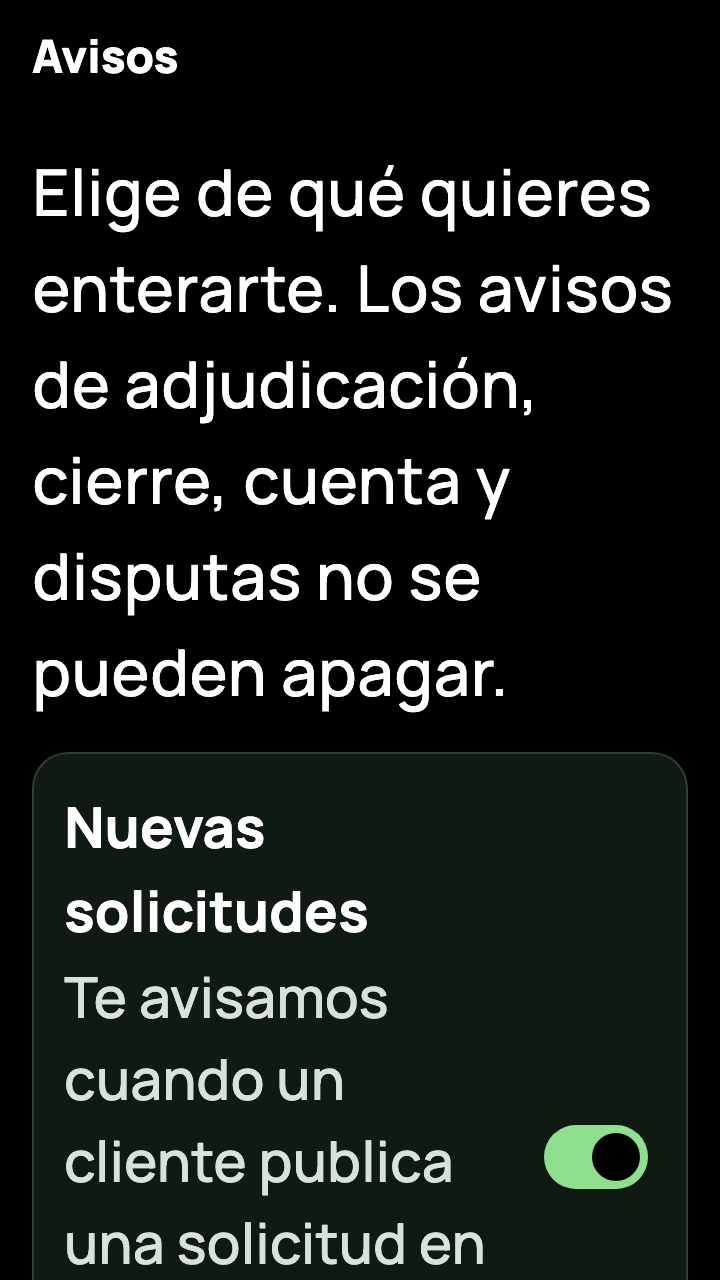 Avisos
Elige de qué quieres
enterarte. Los avisos
de adjudicación,
cierre, cuenta y
disputas no se
pueden apagar.
Nuevas
solicitudes
Te avisamos
cuando un
cliente publica
una solicitud en